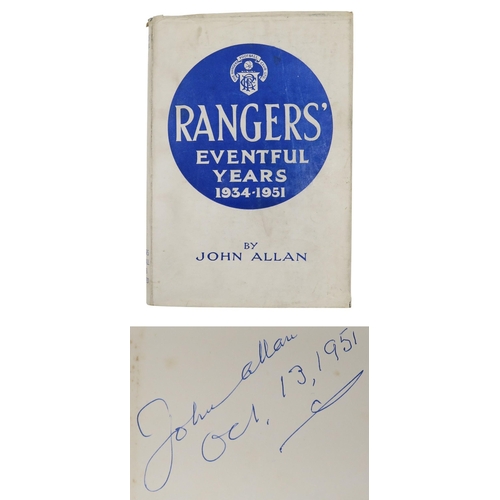 RANGERS'
EVENTFUL
YEARS
1934-1951
BY
JOHN ALLAN
John Allan
Oct. 13, 1951